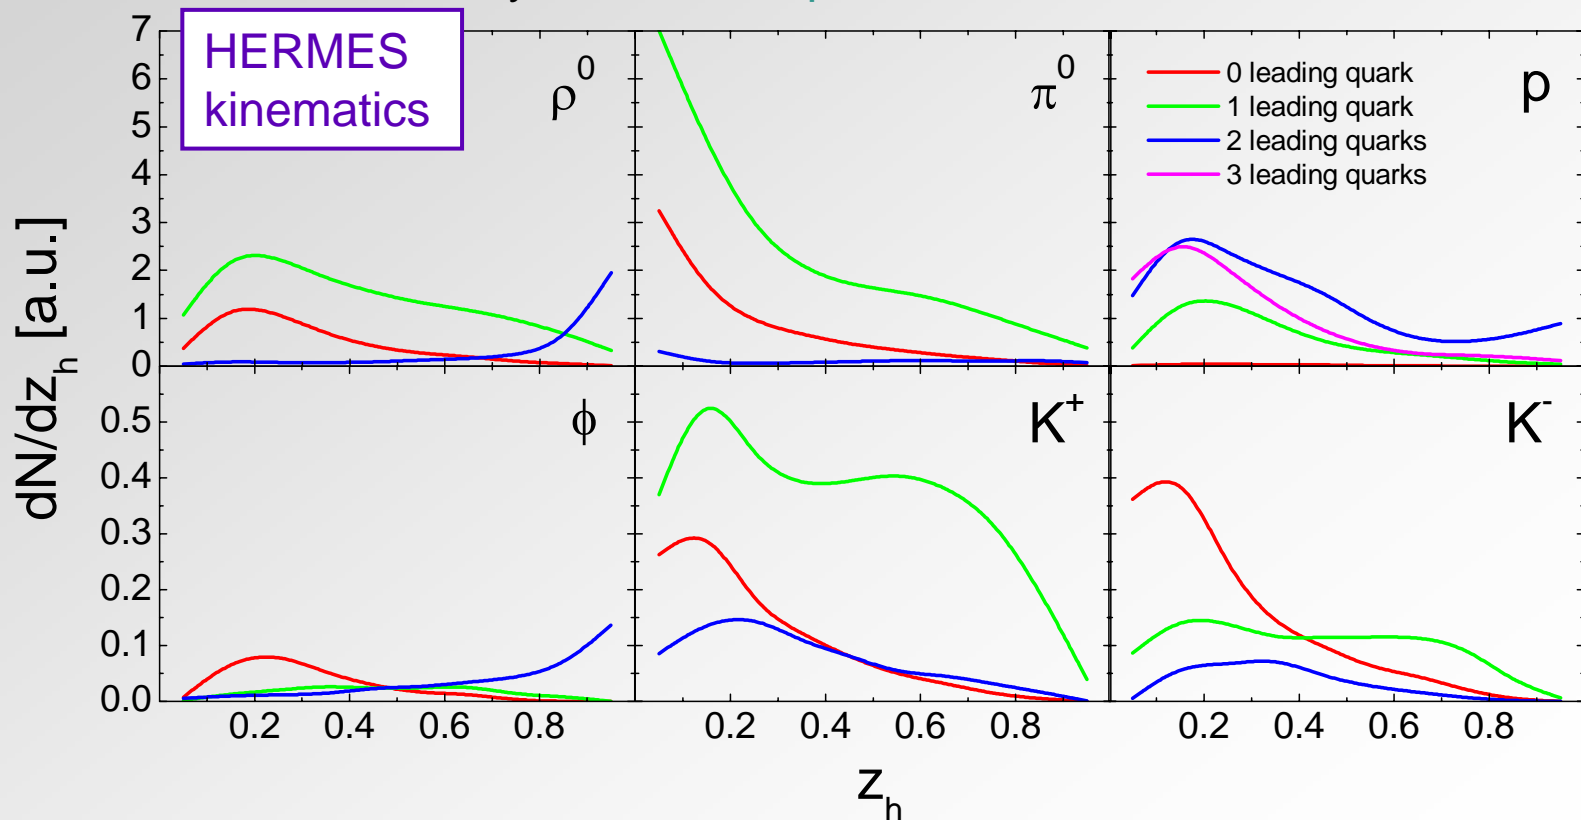 HERMES
kinematics
ρ0
π0
p
0 leading quark
1 leading quark
2 leading quarks
3 leading quarks
7
6
5
4
3
2
1
0
dN/dzh [a.u.]
ϕ
K+
K-
0.5
0.4
0.3
0.2
0.1
0.0
0.2 0.4 0.6 0.8 0.2 0.4 0.6 0.8 0.2 0.4 0.6 0.8
zh